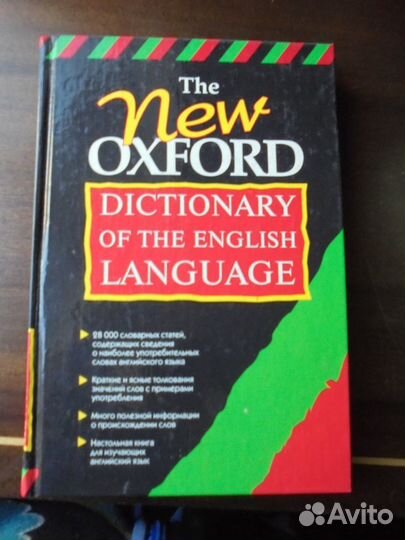 The
New
OXFORD
DICTIONARY
OF THE ENGLISH
LANGUAGE
28 000 словарных статей,
содержащих сведения
о наиболее употребительных
словах английского языка
Краткие и ясные толкования
значений слов с примерами
употребления
Много полезной информации
о происхождении слов
Настольная книга
для изучающих
английский язык
Avito